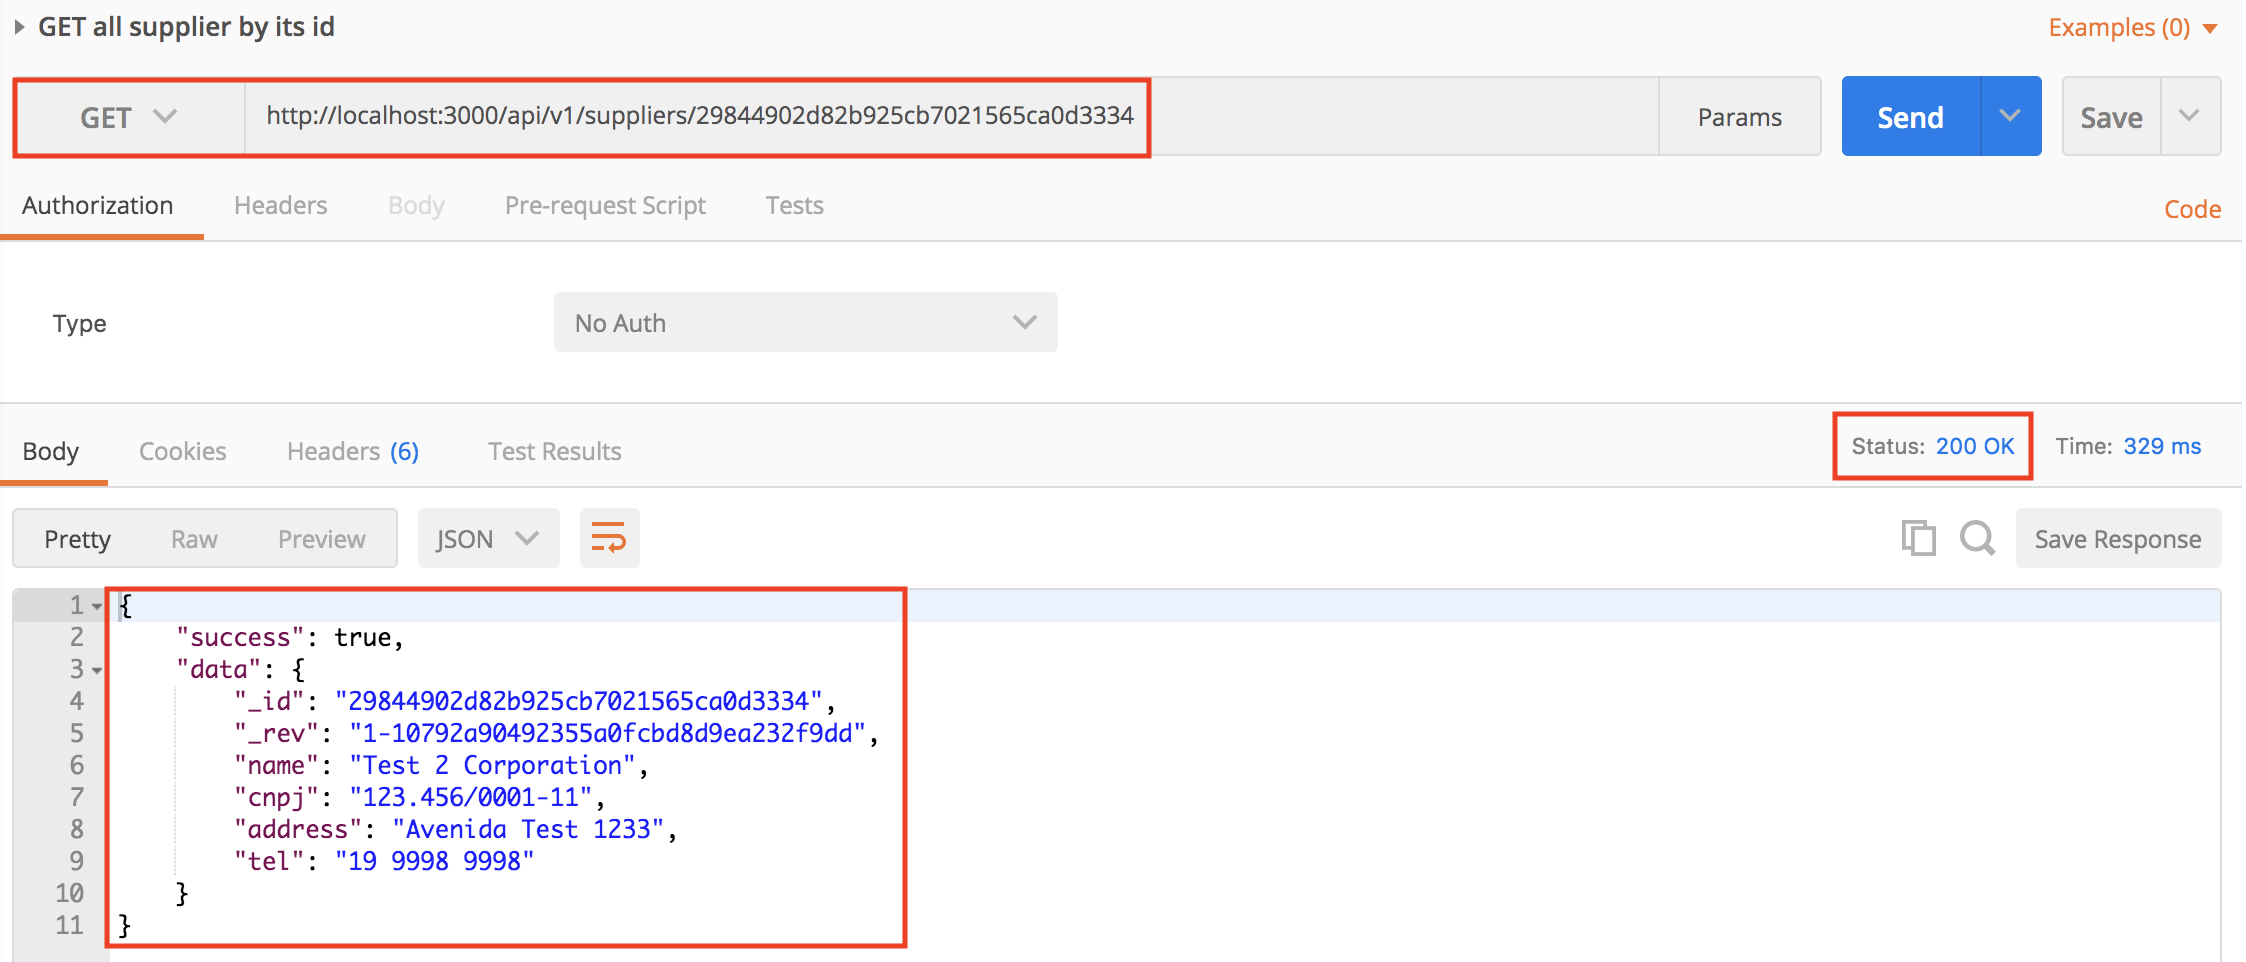 GET all supplier by its id
Examples (0)
GET http://localhost:3000/api/v1/suppliers/29844902d82b925cb7021565ca0d3334 Params Send Save
Authorization Headers Body Pre-request Script Tests Code
Type No Auth
Body Cookies Headers (6) Test Results Status: 200 OK Time: 329 ms
Pretty Raw Preview JSON Save Response
1 {
2 "success": true,
3 "data": {
4 "_id": "29844902d82b925cb7021565ca0d3334",
5 "_rev": "1-10792a90492355a0fcbd8d9ea232f9dd",
6 "name": "Test 2 Corporation",
7 "cnpj": "123.456/0001-11",
8 "address": "Avenida Test 1233",
9 "tel": "19 9998 9998"
10 }
11 }